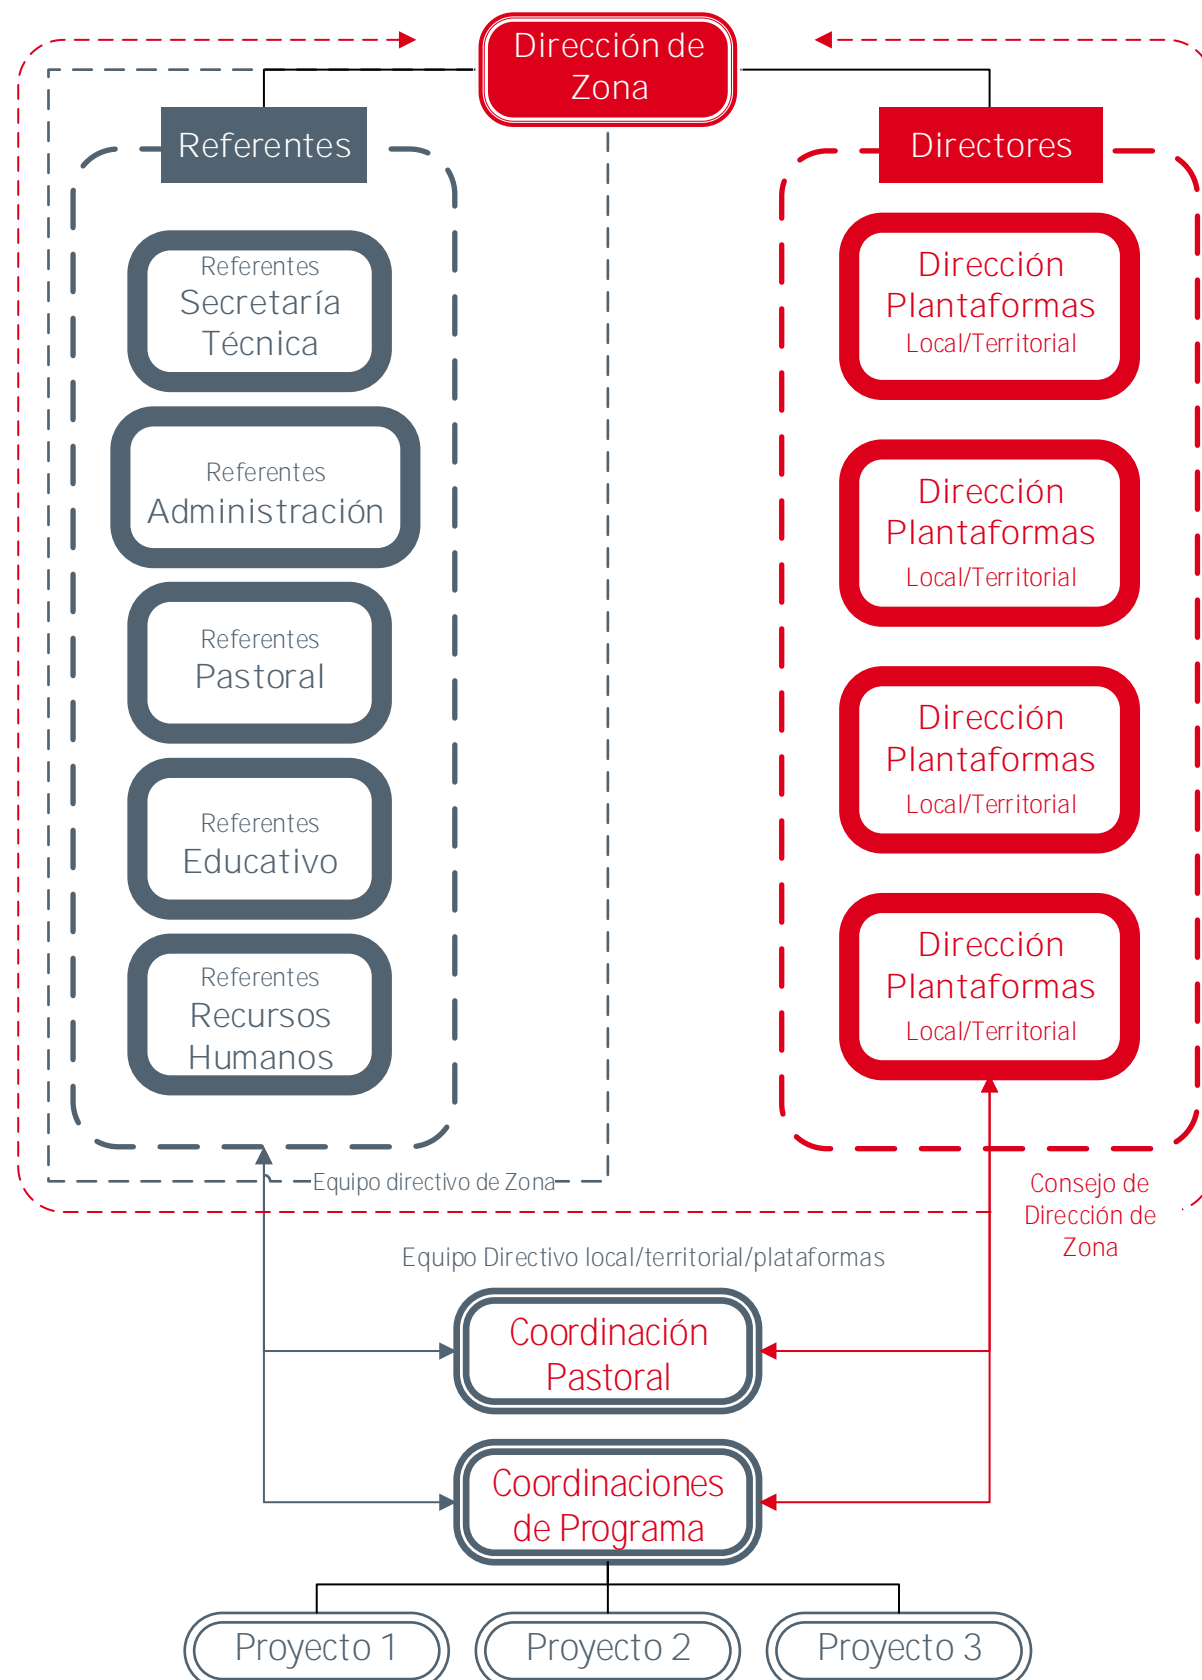 Dirección de
Zona
Referentes
Directores
Referentes
Secretaría
Técnica
Referentes
Administración
Referentes
Pastoral
Referentes
Educativo
Referentes
Recursos
Humanos
Dirección
Plantaformas
Local/Territorial
Dirección
Plantaformas
Local/Territorial
Dirección
Plantaformas
Local/Territorial
Dirección
Plantaformas
Local/Territorial
Equipo directivo de Zona
Consejo de
Dirección de
Zona
Equipo Directivo local/territorial/plataformas
Coordinación
Pastoral
Coordinaciones
de Programa
Proyecto 1
Proyecto 2
Proyecto 3